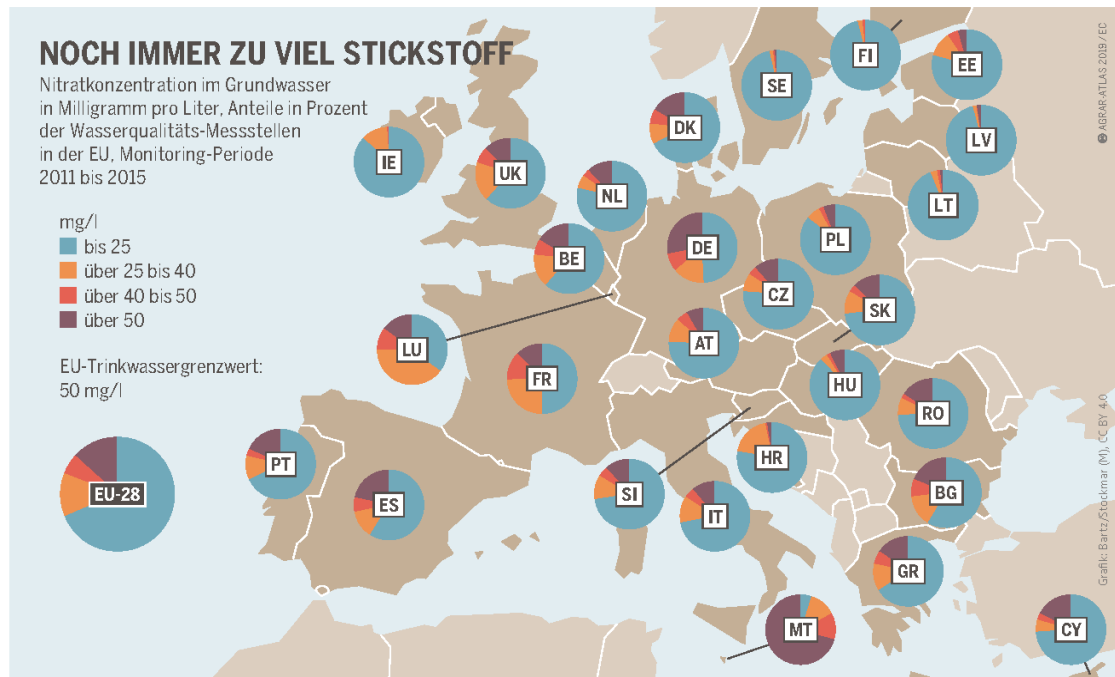 NOCH IMMER ZU VIEL STICKSTOFF
Nitratkonzentration im Grundwasser
in Milligramm pro Liter, Anteile in Prozent
der Wasserqualitäts-Messstellen
in der EU, Monitoring-Periode
2011 bis 2015
mg/l
bis 25
über 25 bis 40
über 40 bis 50
über 50
EU-Trinkwassergrenzwert:
50 mg/l
FI
EE
SE
DK
LV
IE
UK
NL
LT
PL
DE
BE
CZ
SK
AT
LU
FR
HU
RO
HR
PT
EU-28
ES
SI
IT
BG
GR
MT
CY
AGRAR-ATLAS 2019 / EC
Grafik: Bartz/Stockmar (M), CC BY 4.0